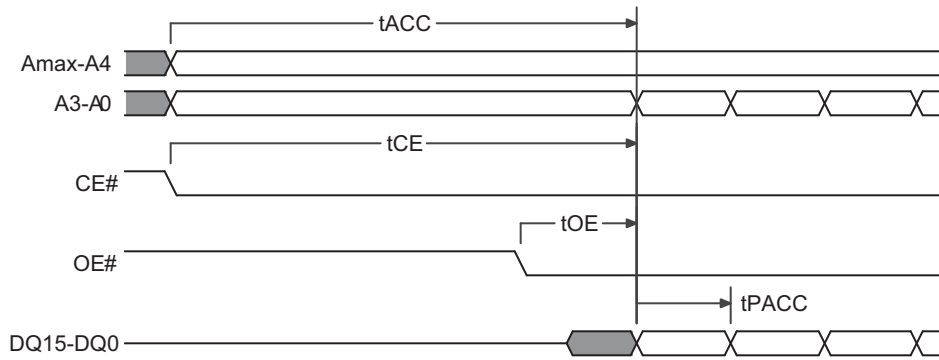 tACC
Amax-A4
A3-A0
tCE
CE#
tOE
OE#
tPACC
DQ15-DQ0